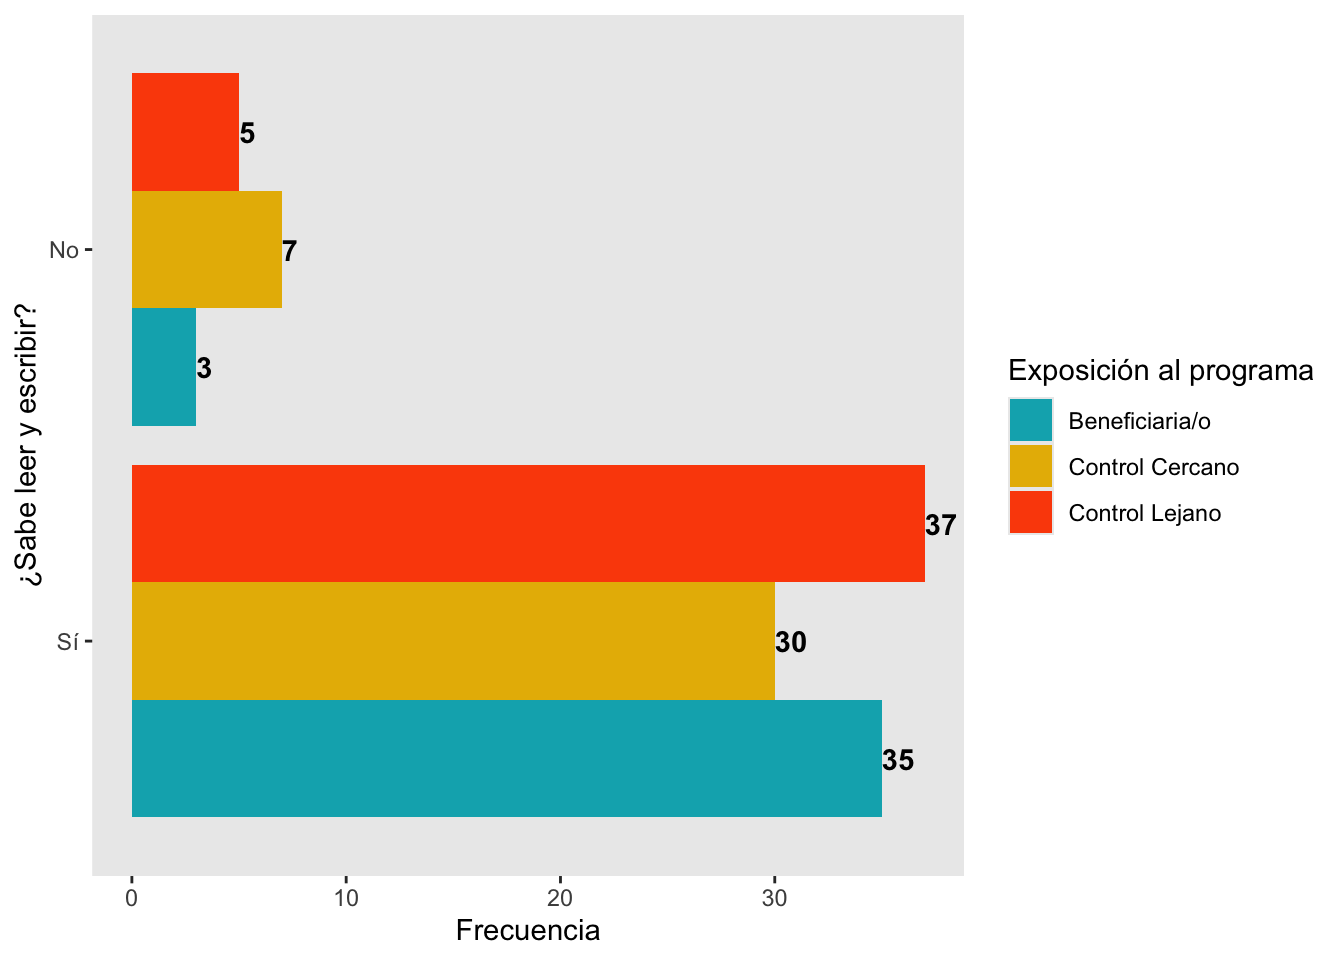 5
7
No
3
37
30
Sí
35
0 10 20 30
Frecuencia
¿Sabe leer y escribir?
Exposición al programa
Beneficiaria/o
Control Cercano
Control Lejano